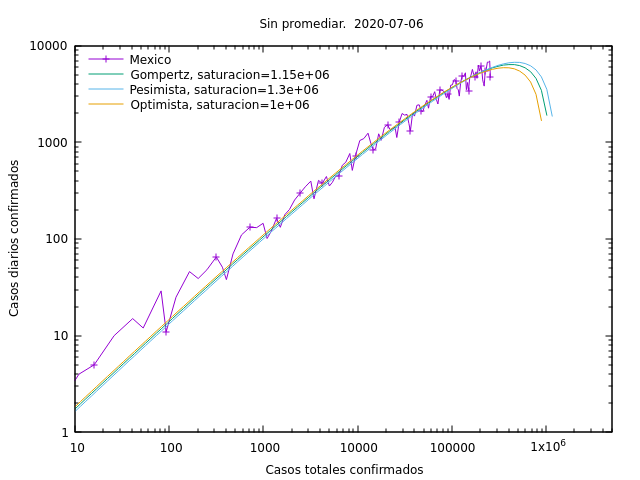 Sin promediar.  2020-07-06
10000
1000
100
10
1
Casos diarios confirmados
Mexico
Gompertz, saturacion=1.15e+06
Pesimista, saturacion=1.3e+06
Optimista, saturacion=1e+06
10 100 1000 10000 100000 1x10⁶
Casos totales confirmados